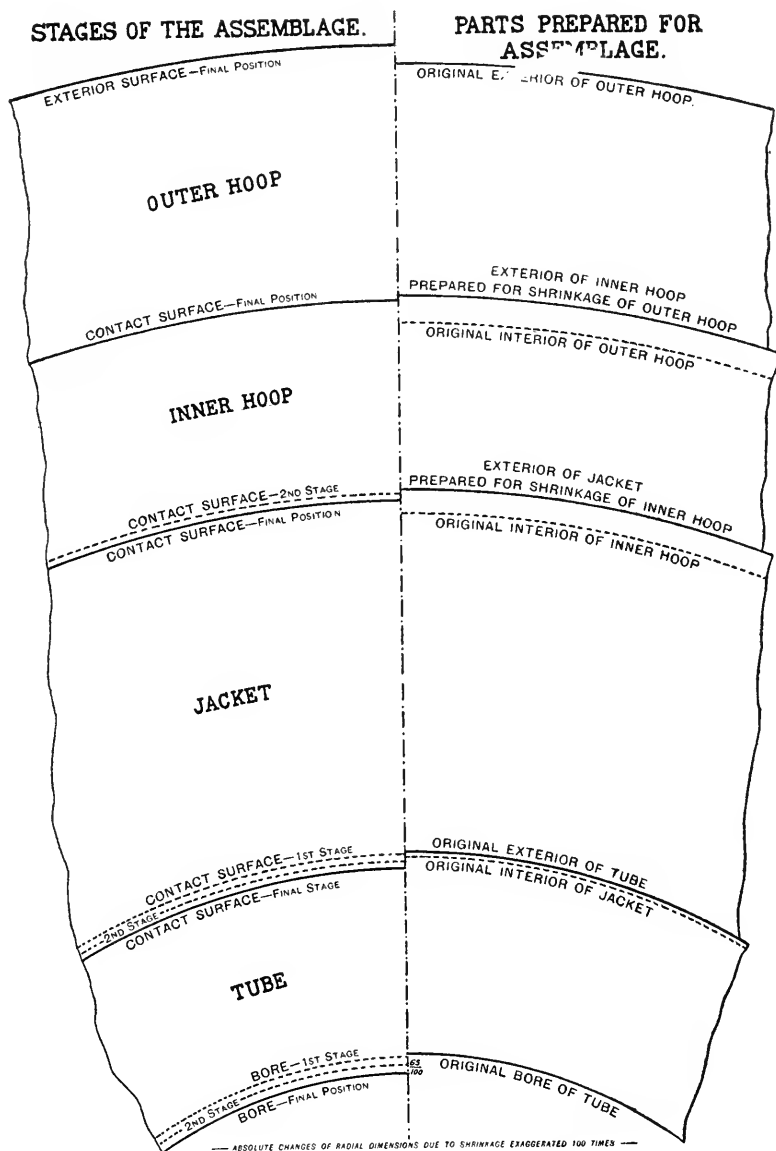 STAGES OF THE ASSEMBLAGE.
PARTS PREPARED FOR
ASSEMBLAGE.
EXTERIOR SURFACE—FINAL POSITION
ORIGINAL EXTERIOR OF OUTER HOOP.
OUTER HOOP
EXTERIOR OF INNER HOOP
PREPARED FOR SHRINKAGE OF OUTER HOOP
CONTACT SURFACE—FINAL POSITION
ORIGINAL INTERIOR OF OUTER HOOP
INNER HOOP
EXTERIOR OF JACKET
PREPARED FOR SHRINKAGE OF INNER HOOP
CONTACT SURFACE—2ND STAGE
CONTACT SURFACE—FINAL POSITION
ORIGINAL INTERIOR OF INNER HOOP
JACKET
CONTACT SURFACE—1ST STAGE
2ND STAGE
CONTACT SURFACE—FINAL STAGE
ORIGINAL EXTERIOR OF TUBE
ORIGINAL INTERIOR OF JACKET
TUBE
BORE—1ST STAGE
2ND STAGE
BORE—FINAL POSITION
63
100
ORIGINAL BORE OF TUBE
— ABSOLUTE CHANGES OF RADIAL DIMENSIONS DUE TO SHRINKAGE EXAGGERATED 100 TIMES —